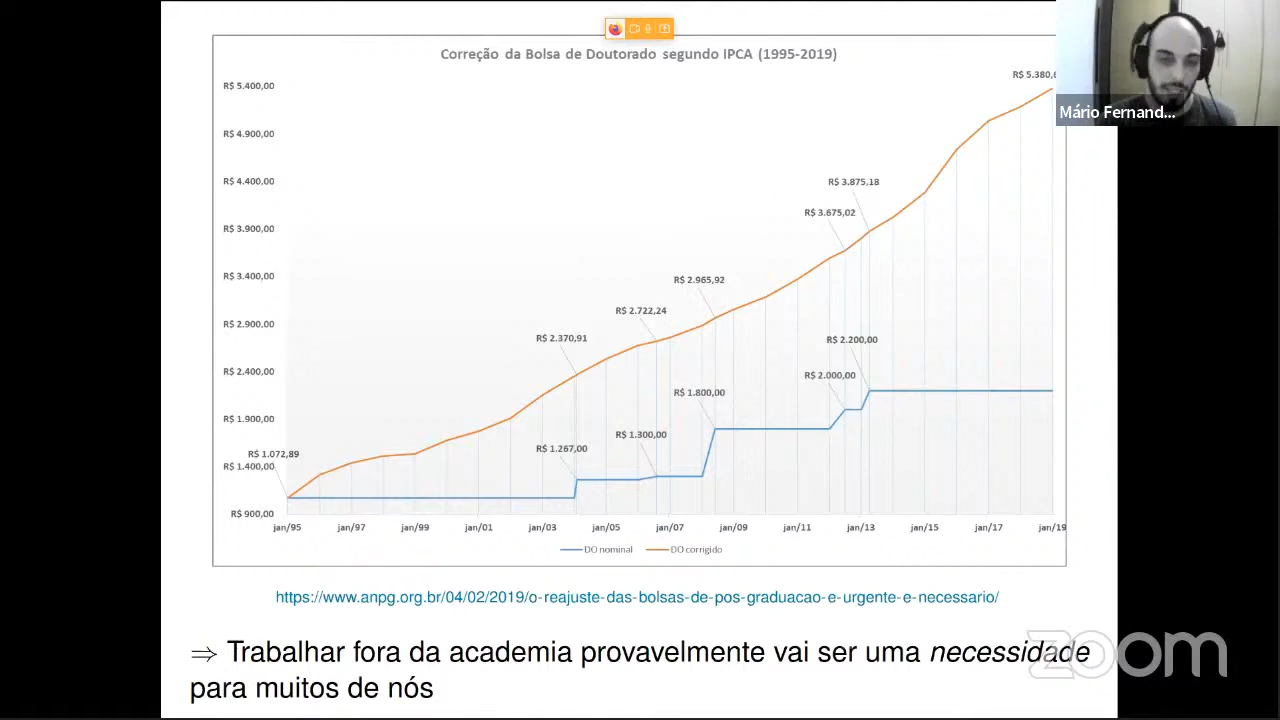 Correção da Bolsa de Doutorado segundo IPCA (1995-2019)
R$ 5.380,6
R$ 5.400,00
R$ 4.900,00
R$ 4.400,00
R$ 3.900,00
R$ 3.400,00
R$ 2.900,00
R$ 2.400,00
R$ 1.900,00
R$ 1.400,00
R$ 900,00
R$ 1.072,89
R$ 2.370,91
R$ 2.722,24
R$ 2.965,92
R$ 3.675,02
R$ 3.875,18
R$ 1.267,00
R$ 1.300,00
R$ 1.800,00
R$ 2.000,00
R$ 2.200,00
jan/95 jan/97 jan/99 jan/01 jan/03 jan/05 jan/07 jan/09 jan/11 jan/13 jan/15 jan/17 jan/19
DO nominal DO corrigido
Mário Fernand...
https://www.anpg.org.br/04/02/2019/o-reajuste-das-bolsas-de-pos-graduacao-e-urgente-e-necessario/
⇒ Trabalhar fora da academia provavelmente vai ser uma necessidade
para muitos de nós
zoom